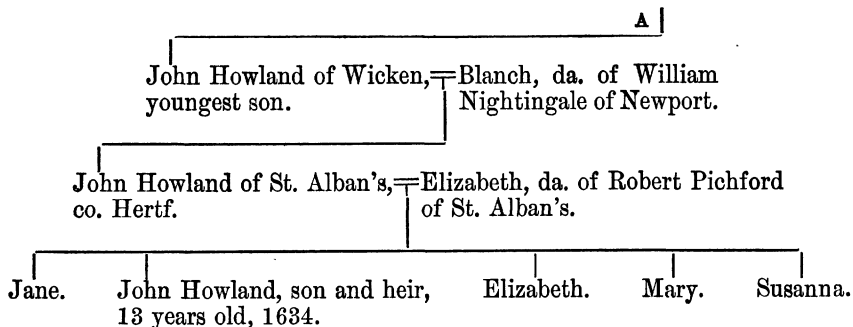 A
John Howland of Wicken, Blanch, da. of William
youngest son. Nightingale of Newport.
John Howland of St. Alban's, Elizabeth, da. of Robert Pichford
co. Hertf. of St. Alban's.
Jane. John Howland, son and heir, Elizabeth. Mary. Susanna.
13 years old, 1634.